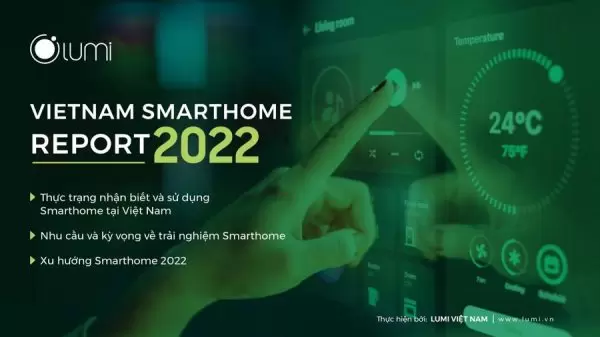 lumi
Living room
Temperature
VIETNAM SMARTHOME
REPORT 2022
24°C
75°F
Thực trạng nhận biết và sử dụng
Smarthome tại Việt Nam
Nhu cầu và kỳ vọng về trải nghiệm Smarthome
Xu hướng Smarthome 2022
Fan
Cooling
Thực hiện bởi: LUMI VIỆT NAM | www.lumi.vn